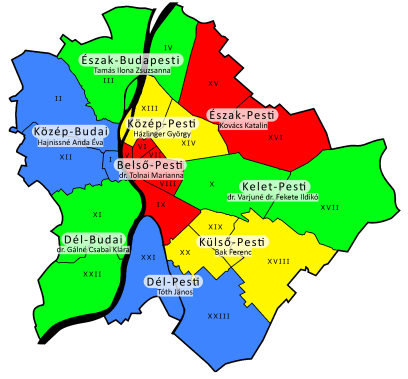 IV
Észak-Budapesti
Tamás Ilona Zsuzsanna
III
XV
II
XIII
Észak-Pesti
Kovács Katalin
Közép-Pesti
Házlinger György
Közép-Budai
Hajnissné Anda Éva
XIV
XVI
VI
XII
I
Belső-Pesti
dr. Tolnai Marianna
VIII
X
Kelet-Pesti
dr. Varjuné dr. Fekete Ildikó
IX
XVII
XI
XIX
Dél-Budai
dr. Gálné Csabai Klára
Külső-Pesti
Bak Ferenc
XXI
XX
XVIII
XXII
Dél-Pesti
Tóth János
XXIII